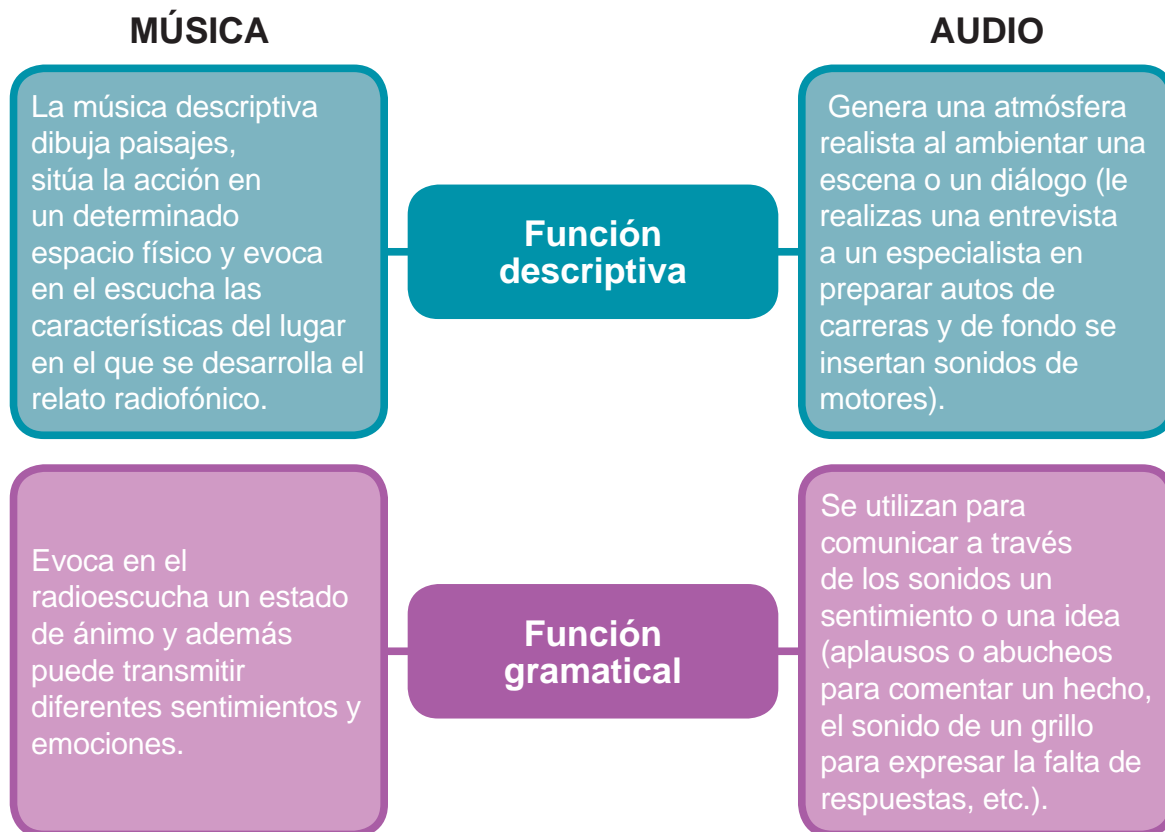 MÚSICA
AUDIO
La música descriptiva
dibuja paisajes,
sitúa la acción en
un determinado
espacio físico y evoca
en el escucha las
características del lugar
en el que se desarrolla el
relato radiofónico.
Función
descriptiva
Genera una atmósfera
realista al ambientar una
escena o un diálogo (le
realizas una entrevista
a un especialista en
preparar autos de
carreras y de fondo se
insertan sonidos de
motores).
Evoca en el
radioescucha un estado
de ánimo y además
puede transmitir
diferentes sentimientos y
emociones.
Función
gramatical
Se utilizan para
comunicar a través
de los sonidos un
sentimiento o una idea
(aplausos o abucheos
para comentar un hecho,
el sonido de un grillo
para expresar la falta de
respuestas, etc.).